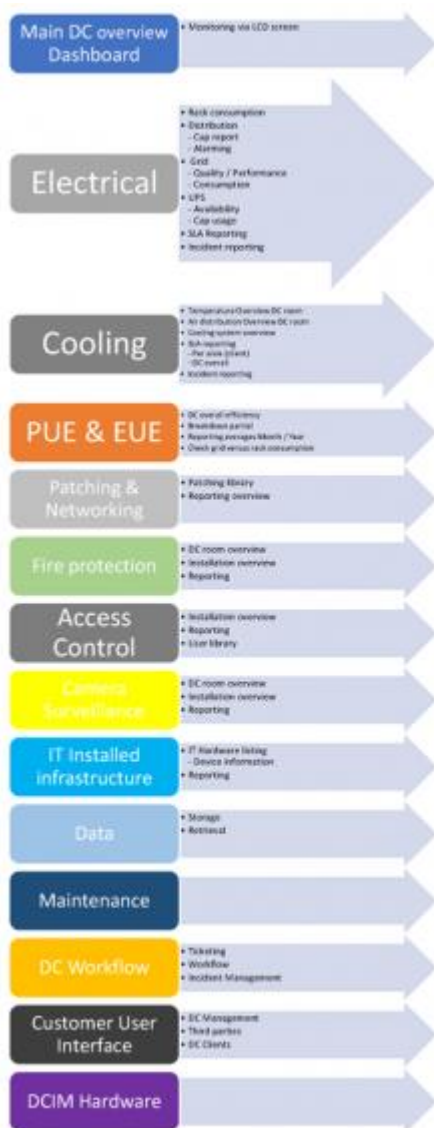 Main DC overview
Dashboard
• Monitoring via LCD screen
Electrical
• Rack consumption
• Distribution
- Cap report
- Alarming
• Grid
- Quality / Performance
- Consumption
• UPS
- Availability
- Cap usage
• SLA Reporting
• Incident reporting
Cooling
• Temperature Overview DC room
• Air distribution Overview DC room
• Cooling system overview
• SLA reporting
- Per area (client)
- DC overall
• Incident reporting
PUE & EUE
• DC overall efficiency
• Breakdown partial
• Reporting averages Month / Year
• Check grid versus rack consumption
Patching &
Networking
• Patching library
• Reporting overview
Fire protection
• DC room overview
• Installation overview
• Reporting
Access
Control
• Installation overview
• Reporting
• User library
Camera
Surveillance
• DC room overview
• Installation overview
• Reporting
IT Installed
infrastructure
• IT Hardware listing
- Device information
• Reporting
Data
• Storage
• Retrieval
Maintenance
DC Workflow
• Ticketing
• Workflow
• Incident Management
Customer User
Interface
• DC Management
• Third parties
• DC Clients
DCIM Hardware